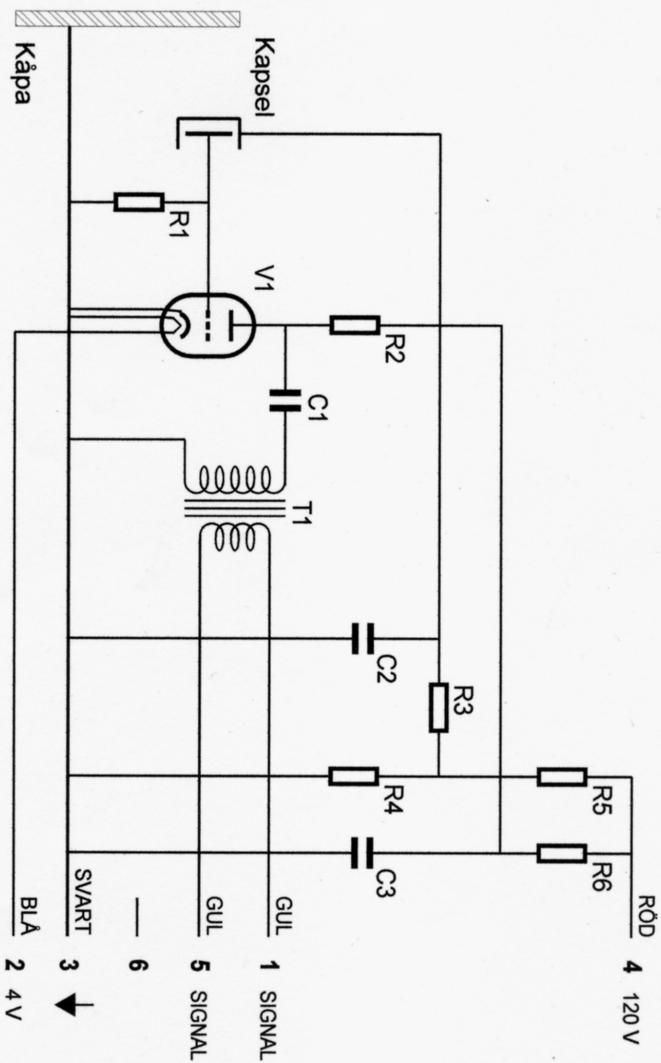 Kåpa
Kapsel
R1
V1
R2
C1
T1
C2
R3
R4
R5
C3
R6
RÖD
4 120 V
GUL
1 SIGNAL
GUL
5 SIGNAL
6
SVART
3
BLÅ
2 4 V